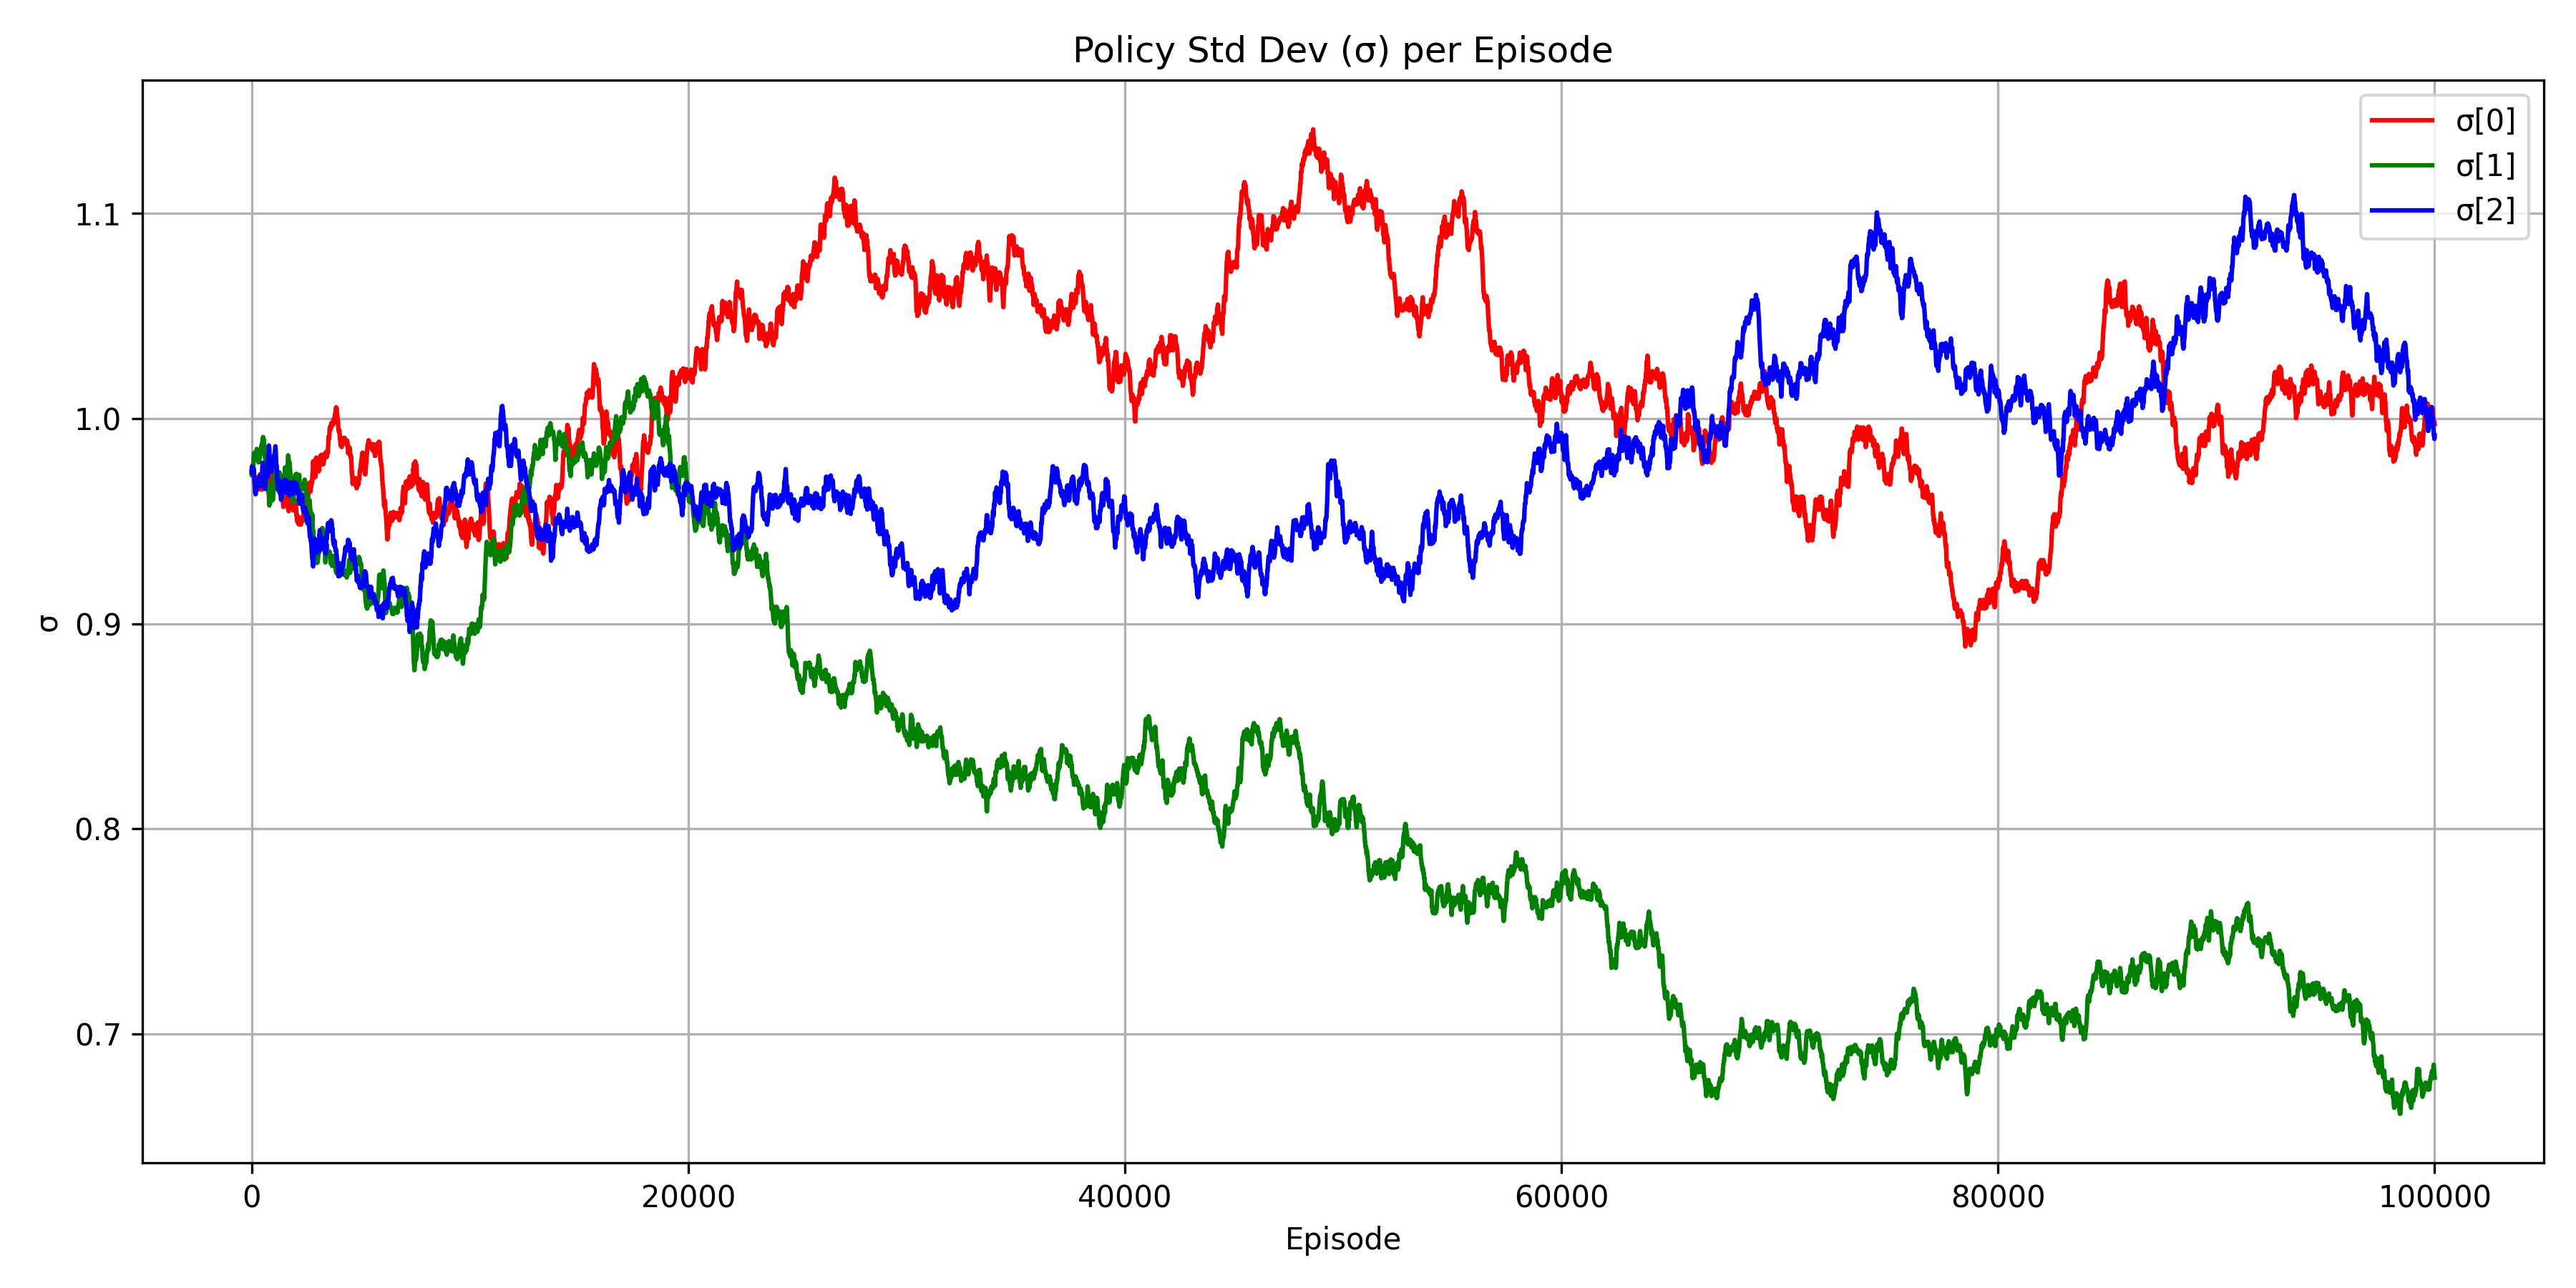 Policy Std Dev (σ) per Episode
σ[0]
σ[1]
σ[2]
1.1
1.0
0.9
0.8
0.7
σ
0
20000
40000
60000
80000
100000
Episode